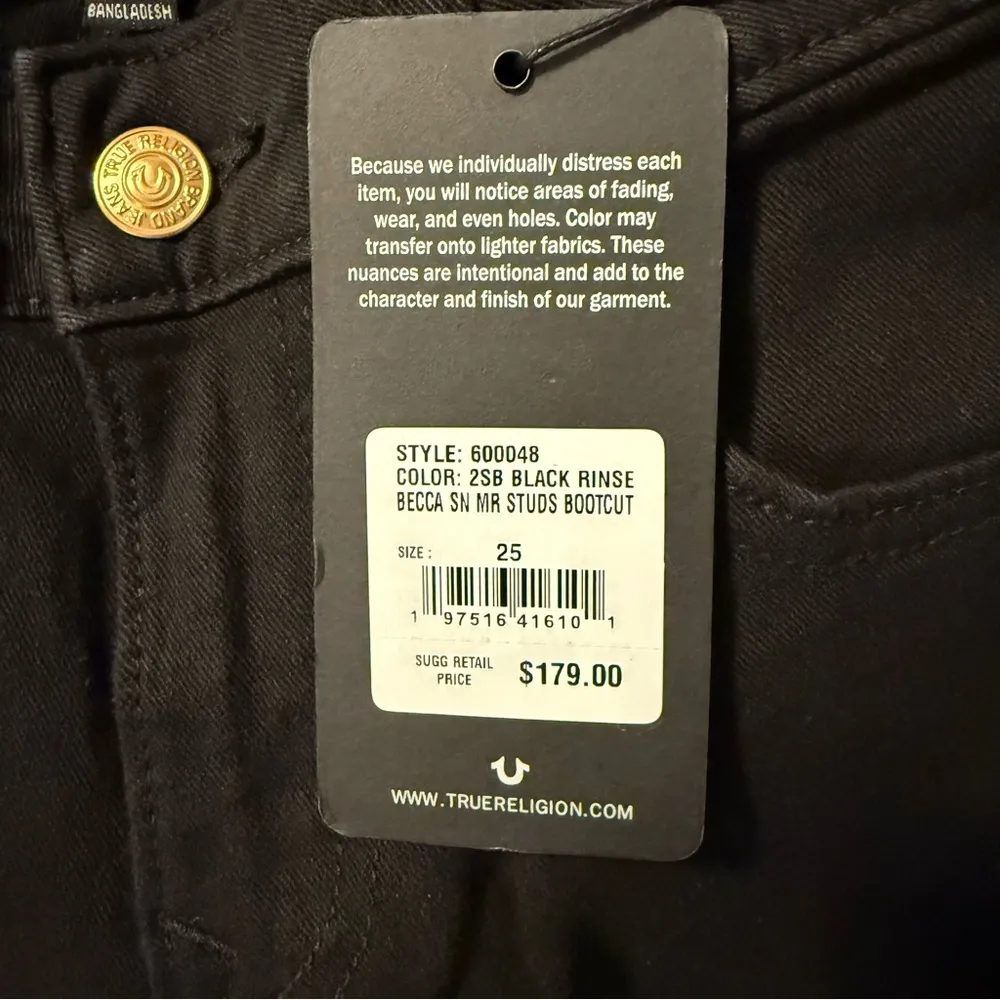 BANGLADESH
TRUE RELIGION BRAND JEANS
Because we individually distress each
item, you will notice areas of fading,
wear, and even holes. Color may
transfer onto lighter fabrics. These
nuances are intentional and add to the
character and finish of our garment.
STYLE: 600048
COLOR: 2SB BLACK RINSE
BECCA SN MR STUDS BOOTCUT
SIZE: 25
1 97516 41610 1
SUGG RETAIL
PRICE $179.00
WWW.TRUERELIGION.COM